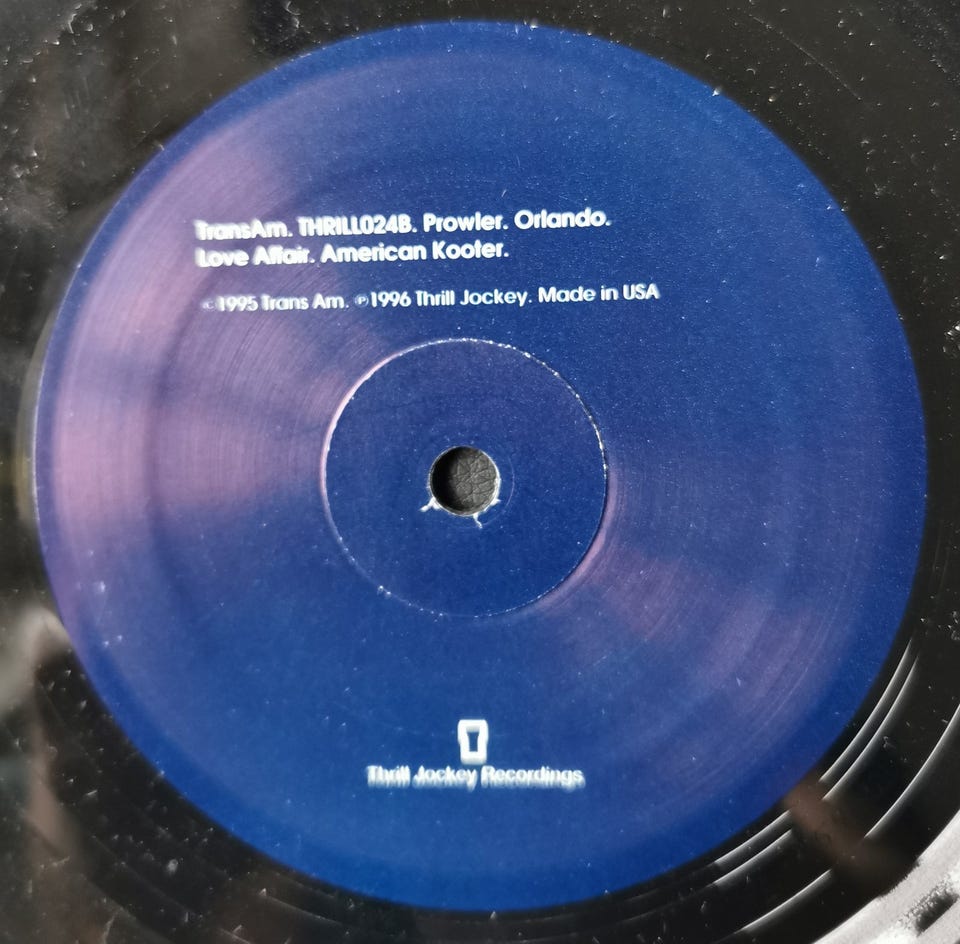 TransAm. THRILL024B. Prowler. Orlando.
Love Affair. American Kooter.
©1995 Trans Am. ℗1996 Thrill Jockey. Made in USA
Thrill Jockey Recordings